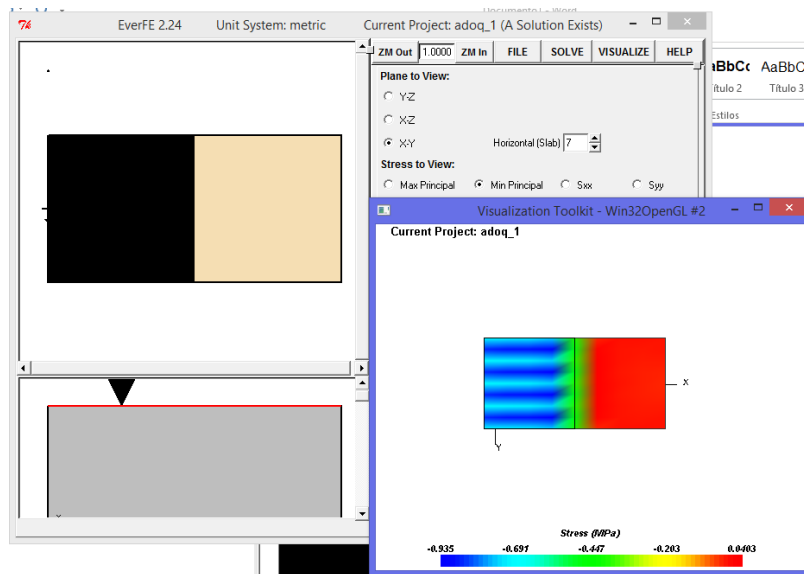 Documento1 - Word
EverFE 2.24 Unit System: metric Current Project: adoq_1 (A Solution Exists)
ZM Out 1.0000 ZM In FILE SOLVE VISUALIZE HELP
Plane to View:
Y-Z
X-Z
X-Y Horizontal (Slab) 7
Stress to View:
Max Principal Min Principal Sxx Syy
AaBbC
Título 2 Título 3
Estilos
Visualization Toolkit - Win32OpenGL #2
Current Project: adoq_1
X
Y
Stress (MPa)
-0.935 -0.691 -0.447 -0.203 0.0403